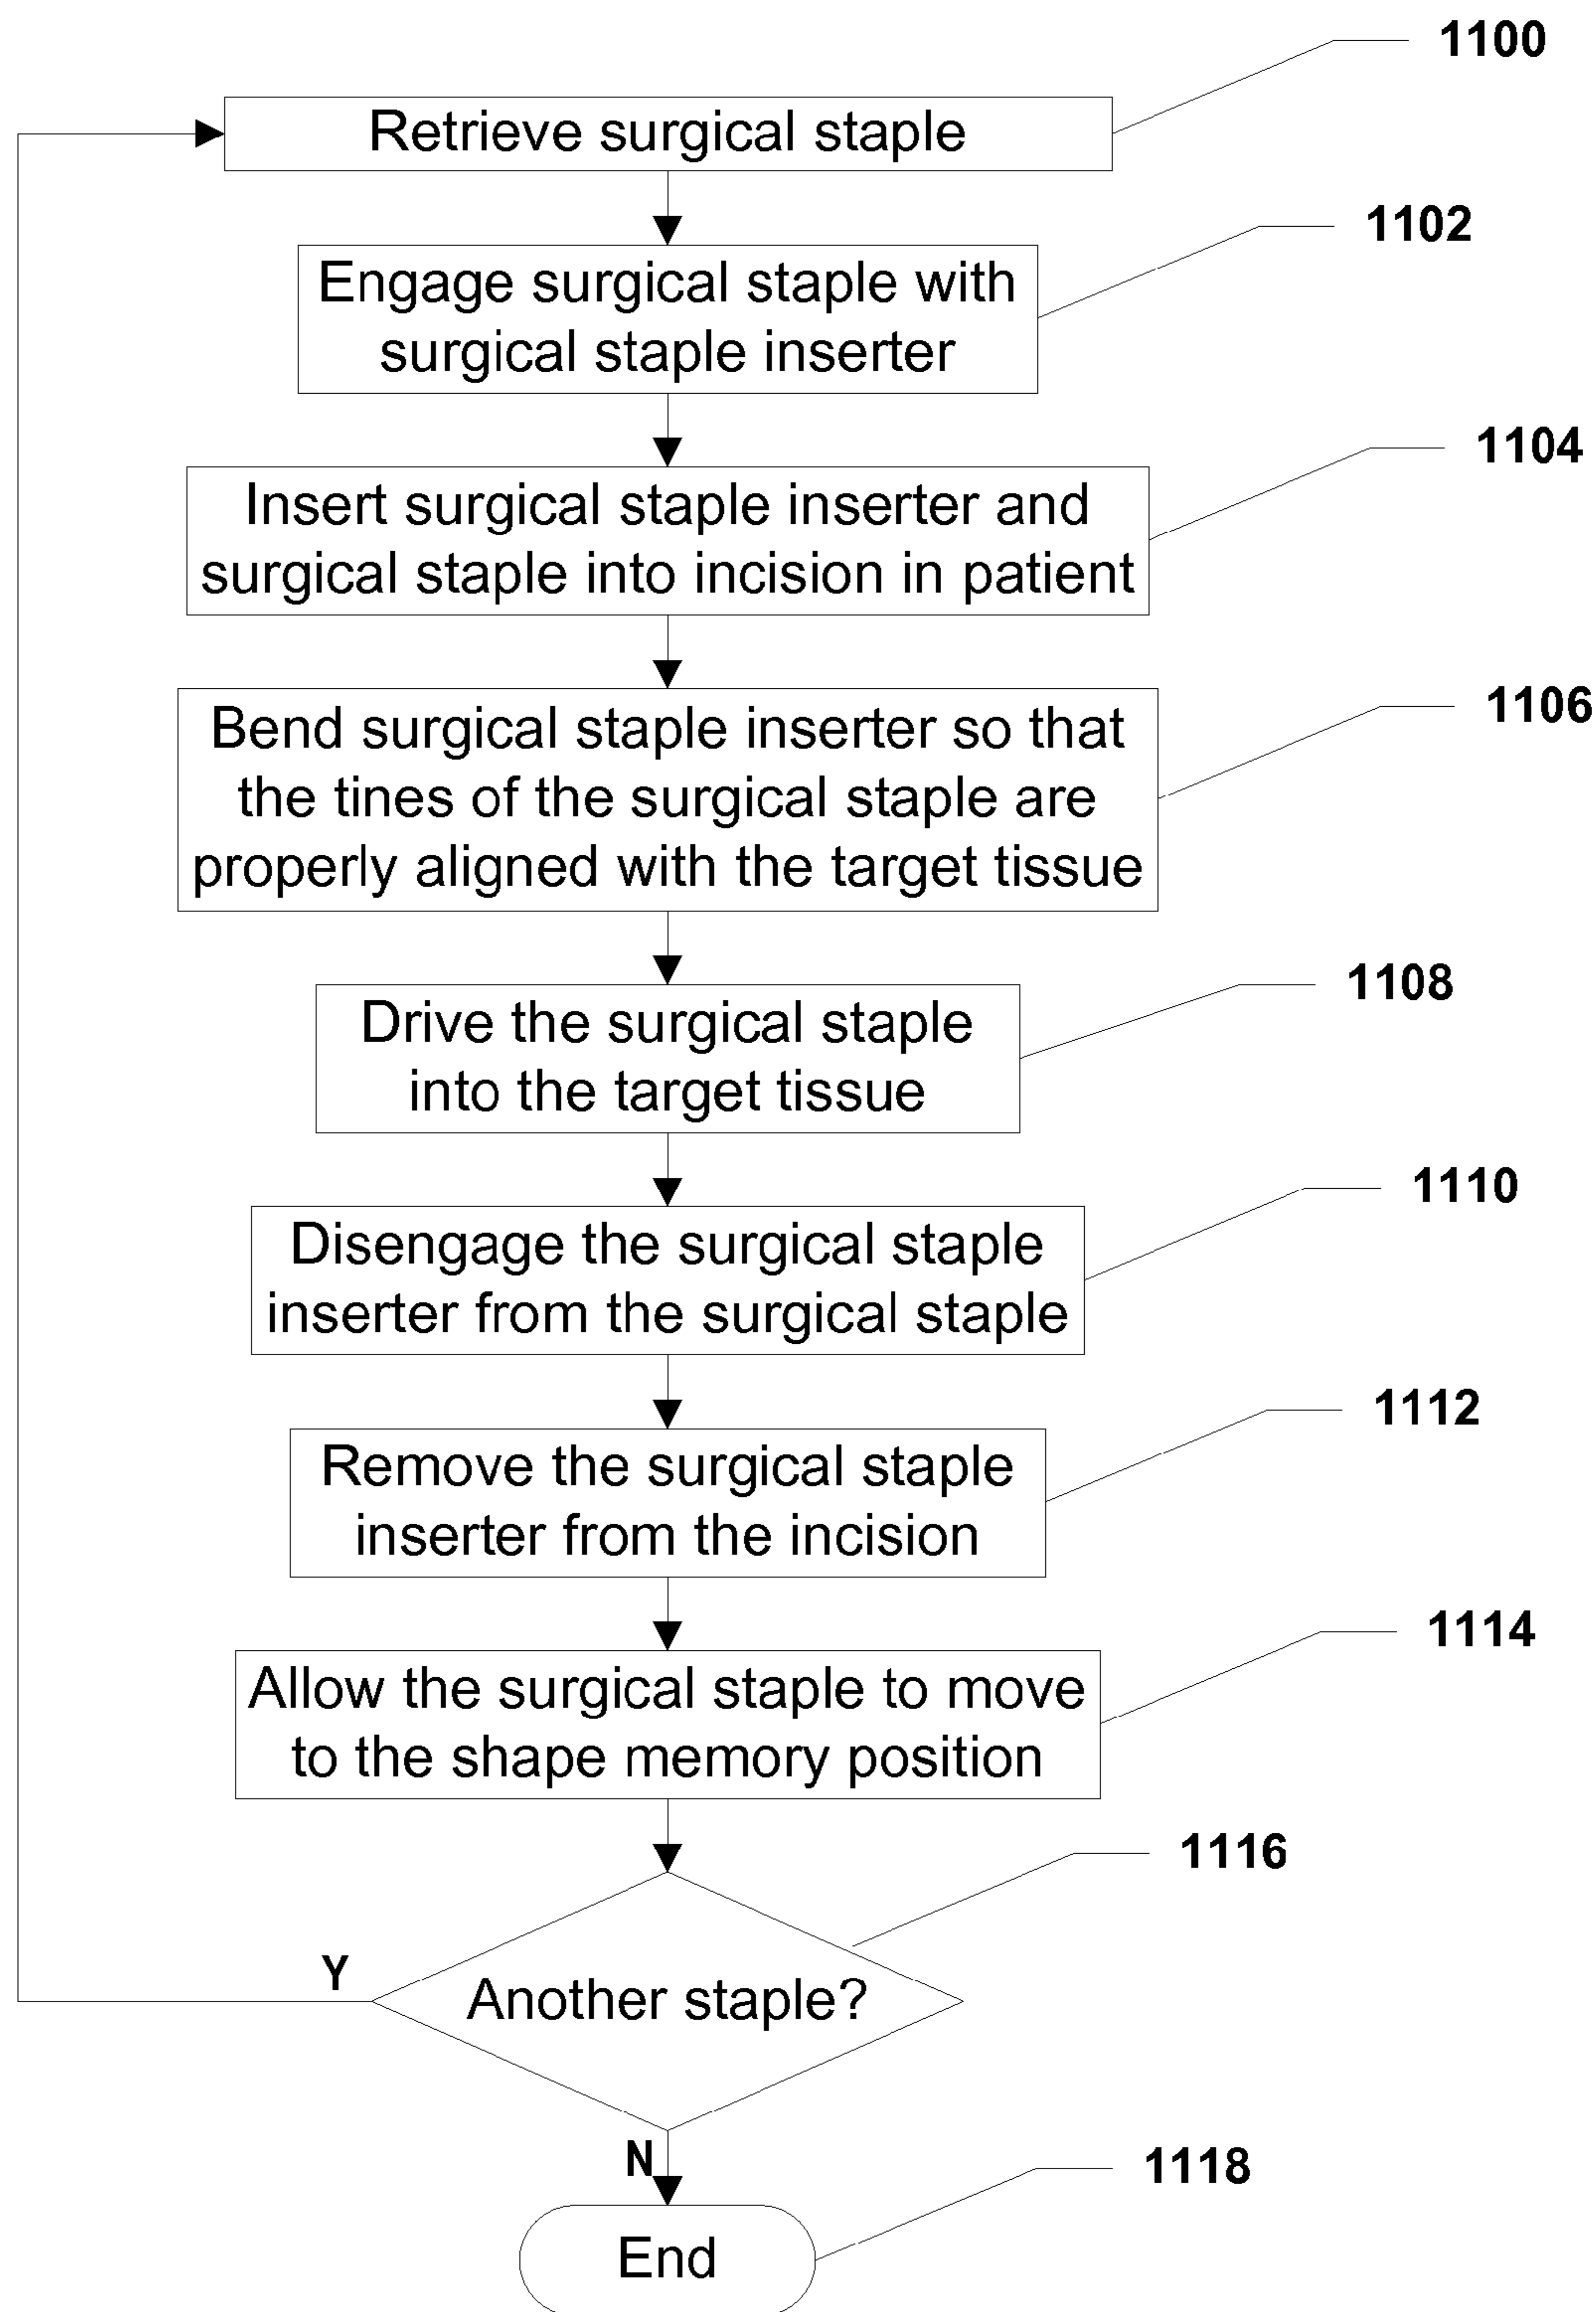 1100
Retrieve surgical staple
1102
Engage surgical staple with
surgical staple inserter
1104
Insert surgical staple inserter and
surgical staple into incision in patient
1106
Bend surgical staple inserter so that
the tines of the surgical staple are
properly aligned with the target tissue
1108
Drive the surgical staple
into the target tissue
1110
Disengage the surgical staple
inserter from the surgical staple
1112
Remove the surgical staple
inserter from the incision
1114
Allow the surgical staple to move
to the shape memory position
1116
Y
Another staple?
N
1118
End